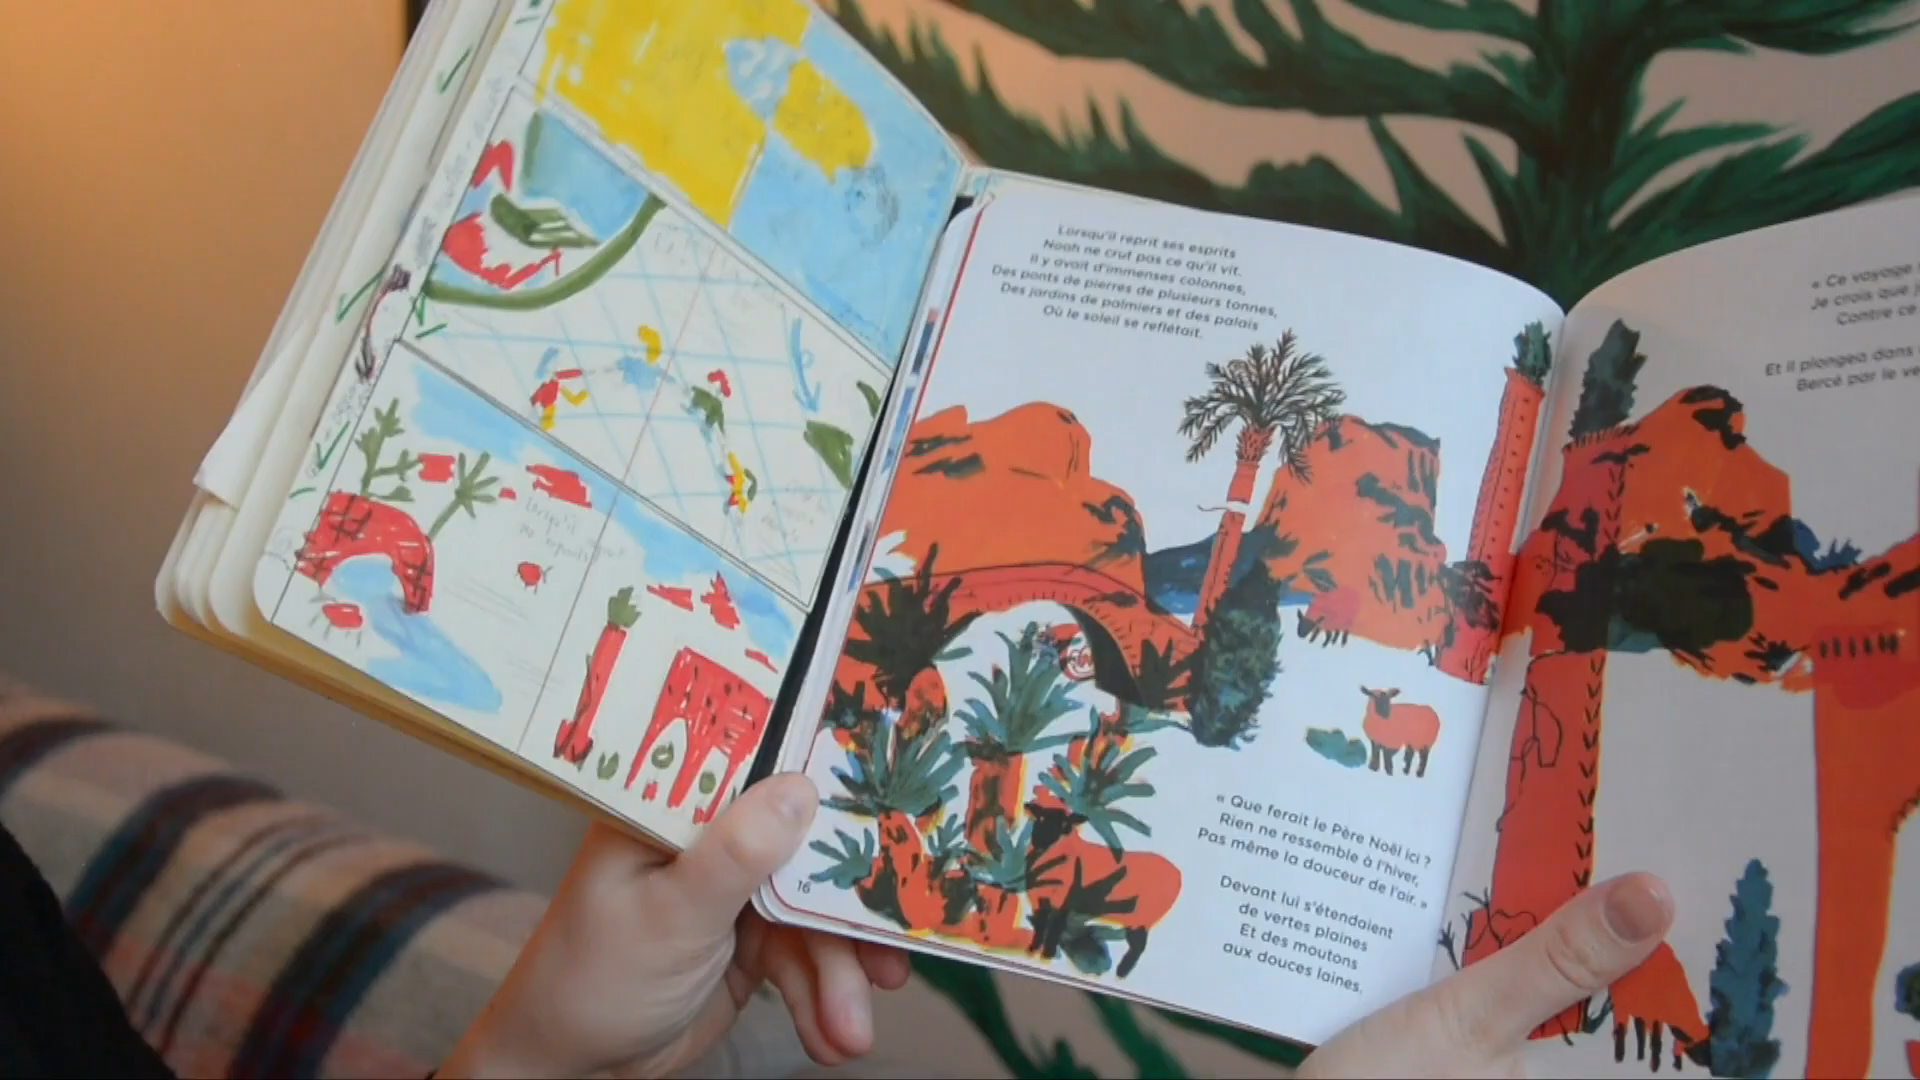 Lorsqu'il reprit ses esprits
Noah ne crut pas ce qu'il vit.
Il y avait d'immenses colonnes,
Des ponts de pierres de plusieurs tonnes,
Des jardins de palmiers et des palais
Où le soleil se reflétait.
« Que ferait le Père Noël ici ?
Rien ne ressemble à l'hiver,
Pas même la douceur de l'air. »
Devant lui s'étendaient
de vertes plaines
Et des moutons
aux douces laines.
16
« Ce voyage
Je crois que
Contre ce
Et il plongea dans
Bercé par le
Lorsqu'il